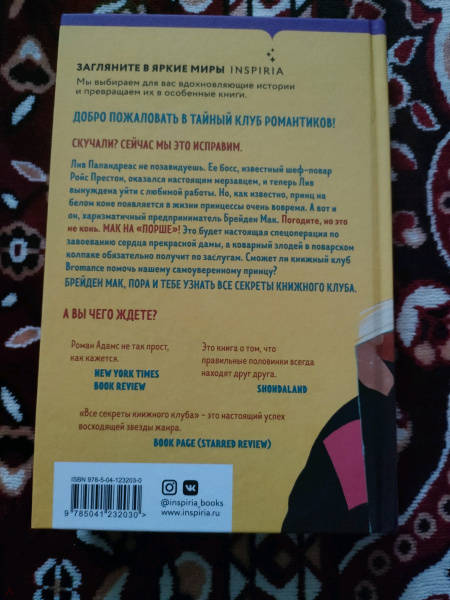 ЗАГЛЯНИТЕ В ЯРКИЕ МИРЫ INSPIRIA
Мы выбираем для вас вдохновляющие истории
и превращаем их в особенные книги.
ДОБРО ПОЖАЛОВАТЬ В ТАЙНЫЙ КЛУБ РОМАНТИКОВ!
СКУЧАЛИ? СЕЙЧАС МЫ ЭТО ИСПРАВИМ.
Лив Папандреас не позавидуешь. Ее босс, известный шеф-повар
Ройс Престон, оказался настоящим мерзавцем, и теперь Лив
вынуждена уйти с любимой работы. Но, как известно, принц на
белом коне появляется в жизни принцессы очень вовремя. А вот и
он, харизматичный предприниматель Брейден Мак. Погодите, но это
не конь. МАК НА «ПОРШЕ»! Это будет настоящая спецоперация по
завоеванию сердца прекрасной дамы, а коварный злодей в поварском
колпаке обязательно получит по заслугам. Сможет ли книжный клуб
Bromance помочь нашему самоуверенному принцу?
БРЕЙДЕН МАК, ПОРА И ТЕБЕ УЗНАТЬ ВСЕ СЕКРЕТЫ КНИЖНОГО КЛУБА.
А ВЫ ЧЕГО ЖДЕТЕ?
Роман Адамс не так прост,
как кажется.
NEW YORK TIMES
BOOK REVIEW
Это книга о том, что
правильные половинки всегда
находят друг друга.
SHONDALAND
«Все секреты книжного клуба» – это настоящий успех
восходящей звезды жанра.
BOOK PAGE (STARRED REVIEW)
ISBN 978-5-04-123203-0
9 785041 232030 >
@inspiria_books
www.inspiria.ru